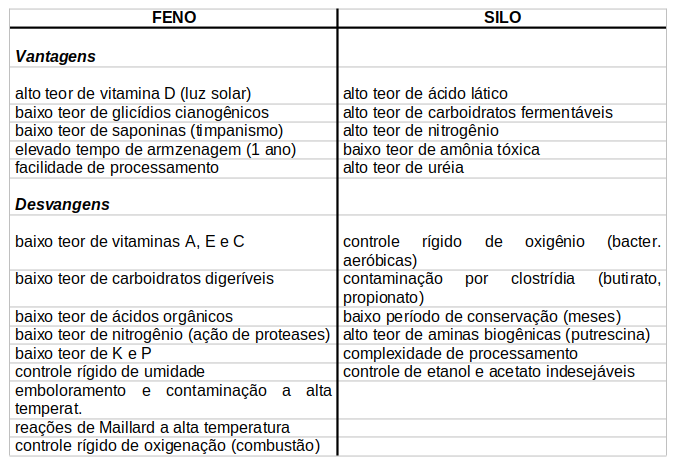 FENO SILO
Vantagens
alto teor de vitamina D (luz solar) alto teor de ácido lático
baixo teor de glicídios cianogênicos alto teor de carboidratos fermentáveis
baixo teor de saponinas (timpanismo) alto teor de nitrogênio
elevado tempo de armzenagem (1 ano) baixo teor de amônia tóxica
facilidade de processamento alto teor de uréia
Desvangens
baixo teor de vitaminas A, E e C controle rígido de oxigênio (bacter.
aeróbicas)
baixo teor de carboidratos digeríveis contaminação por clostrídia (butirato,
propionato)
baixo teor de ácidos orgânicos baixo período de conservação (meses)
baixo teor de nitrogênio (ação de proteases) alto teor de aminas biogênicas (putrescina)
baixo teor de K e P complexidade de processamento
controle rígido de umidade controle de etanol e acetato indesejáveis
emboloramento e contaminação a alta
temperat.
reações de Maillard a alta temperatura
controle rígido de oxigenação (combustão)